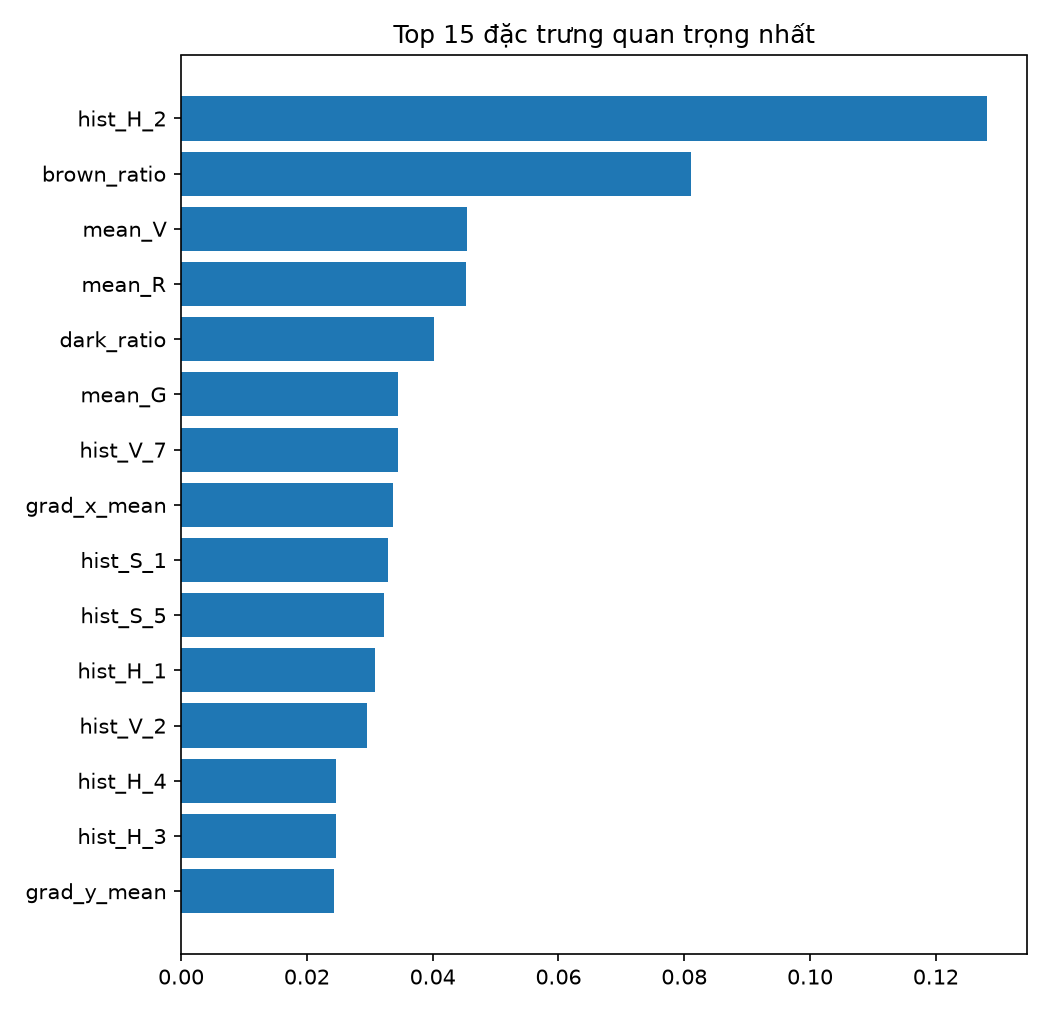 Top 15 đặc trưng quan trọng nhất
hist_H_2
brown_ratio
mean_V
mean_R
dark_ratio
mean_G
hist_V_7
grad_x_mean
hist_S_1
hist_S_5
hist_H_1
hist_V_2
hist_H_4
hist_H_3
grad_y_mean
0.00 0.02 0.04 0.06 0.08 0.10 0.12